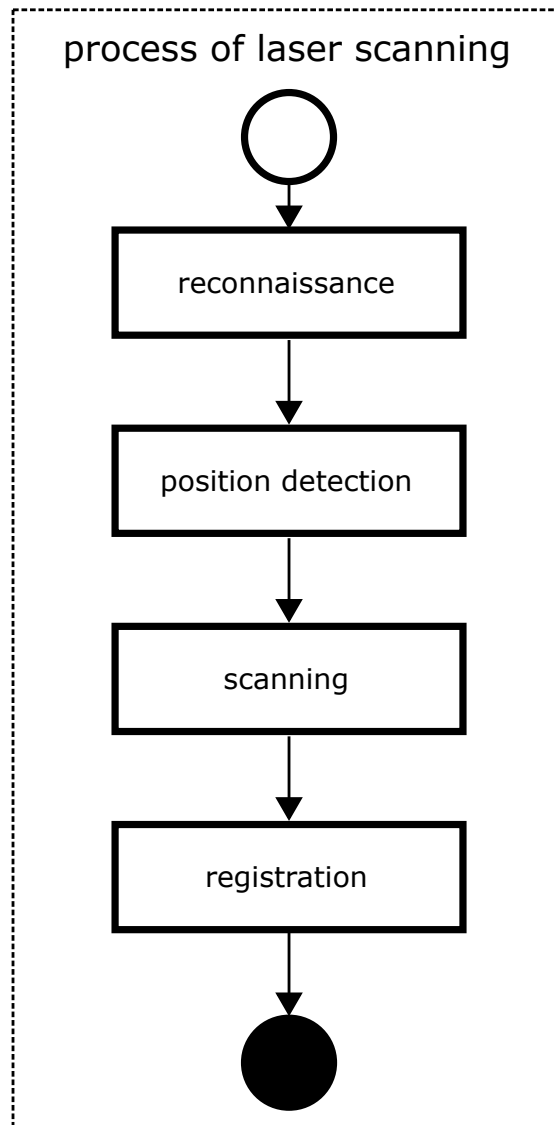 process of laser scanning
reconnaissance
position detection
scanning
registration